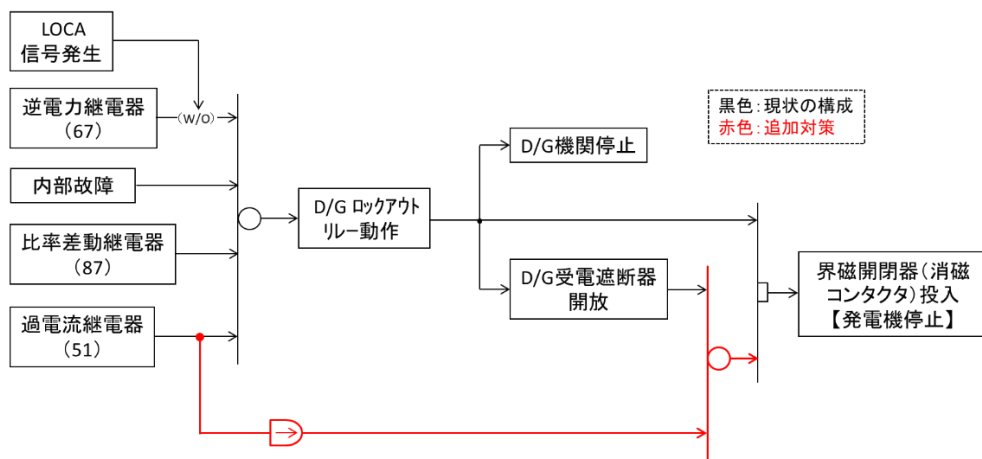 LOCA
信号発生
逆電力継電器
(67)
(W/O)
内部故障
比率差動継電器
(87)
過電流継電器
(51)
D/G ロックアウト
リレー動作
D/G機関停止
D/G受電遮断器
開放
黒色：現状の構成
赤色：追加対策
界磁開閉器（消磁
コンタクタ）投入
【発電機停止】